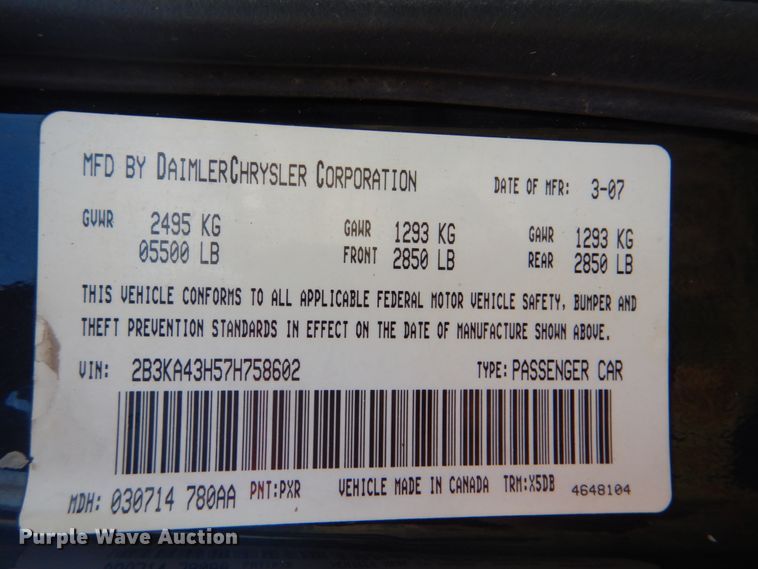 MFD BY DAIMLERCHRYSLER CORPORATION DATE OF MFR: 3-07
GVWR 2495 KG GAWR 1293 KG GAWR 1293 KG
05500 LB FRONT 2850 LB REAR 2850 LB
THIS VEHICLE CONFORMS TO ALL APPLICABLE FEDERAL MOTOR VEHICLE SAFETY, BUMPER AND
THEFT PREVENTION STANDARDS IN EFFECT ON THE DATE OF MANUFACTURE SHOWN ABOVE.
VIN: 2B3KA43H57H758602 TYPE: PASSENGER CAR
MDH: 030714 780AA PNT: PXR VEHICLE MADE IN CANADA TRM: X5DB 4648104
Purple Wave Auction